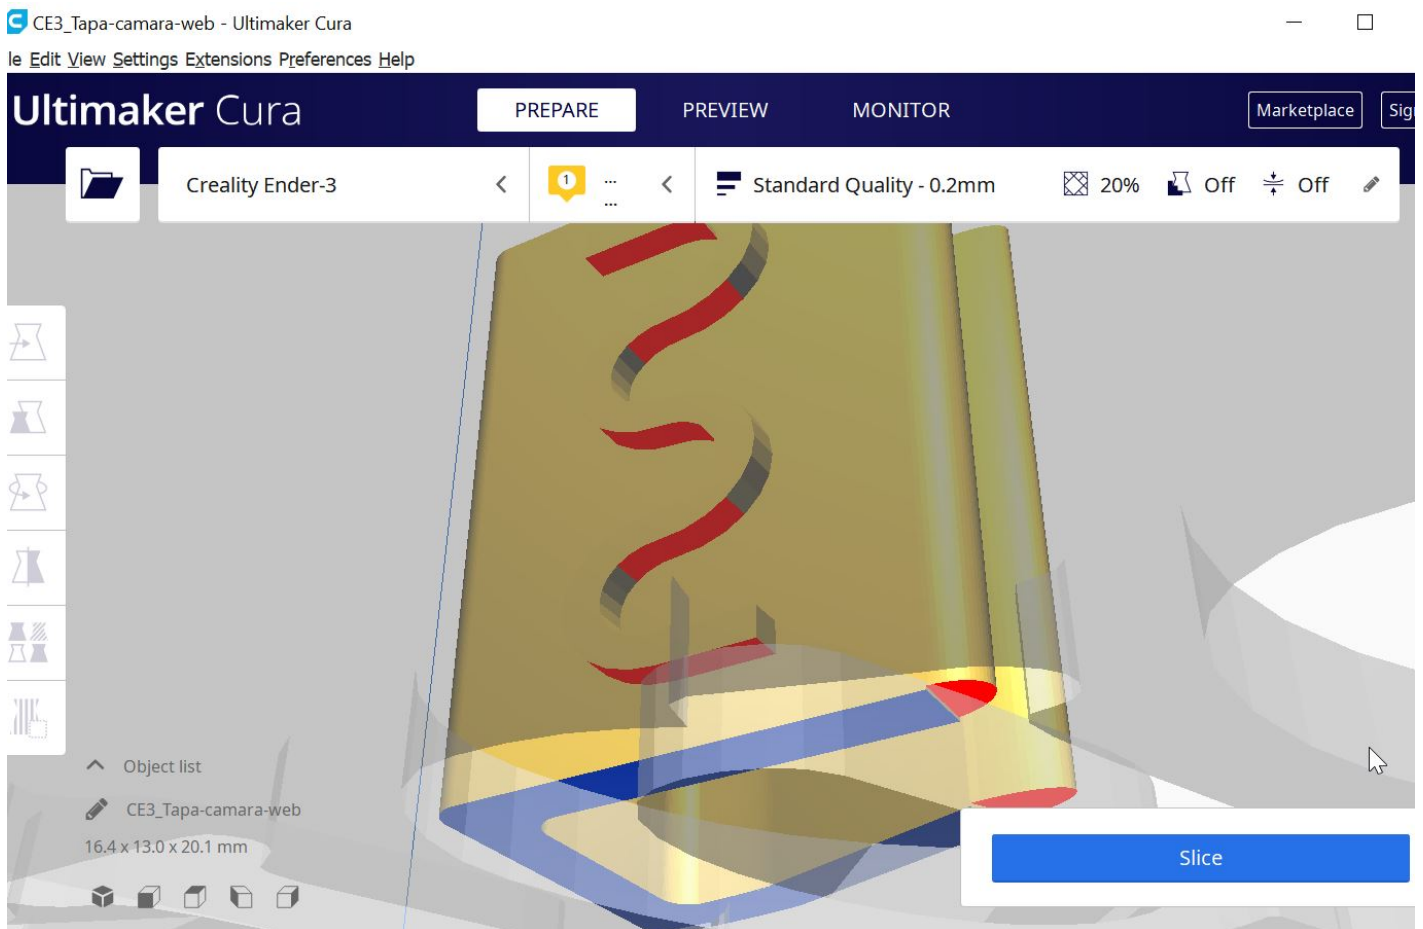 CE3_Tapa-camara-web - Ultimaker Cura
le Edit View Settings Extensions Preferences Help
Ultimaker Cura
PREPARE
PREVIEW
MONITOR
Marketplace
Sig
Creality Ender-3
1
...
...
Standard Quality - 0.2mm
20%
Off
Off
Object list
CE3_Tapa-camara-web
16.4 x 13.0 x 20.1 mm
Slice